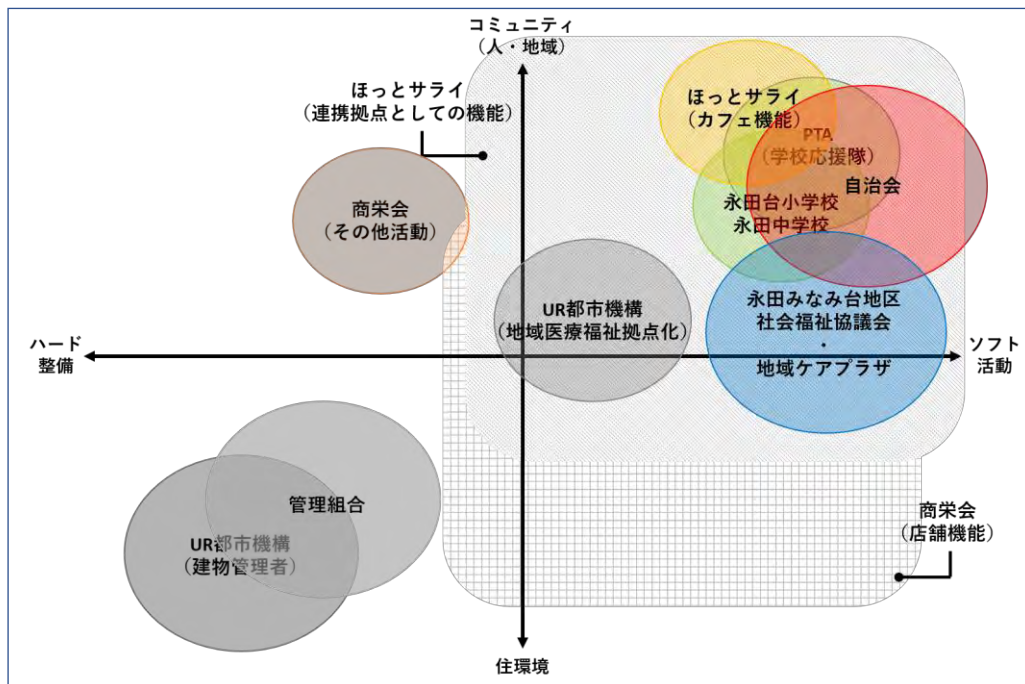 コミュニティ
（人・地域）
ほっとサライ
（連携拠点としての機能）
ほっとサライ
（カフェ機能）
PTA
（学校応援隊）
自治会
商栄会
（その他活動）
永田台小学校
永田中学校
UR都市機構
（地域医療福祉拠点化）
永田みなみ台地区
社会福祉協議会
・
地域ケアプラザ
ハード
整備
ソフト
活動
管理組合
UR都市機構
（建物管理者）
商栄会
（店舗機能）
住環境